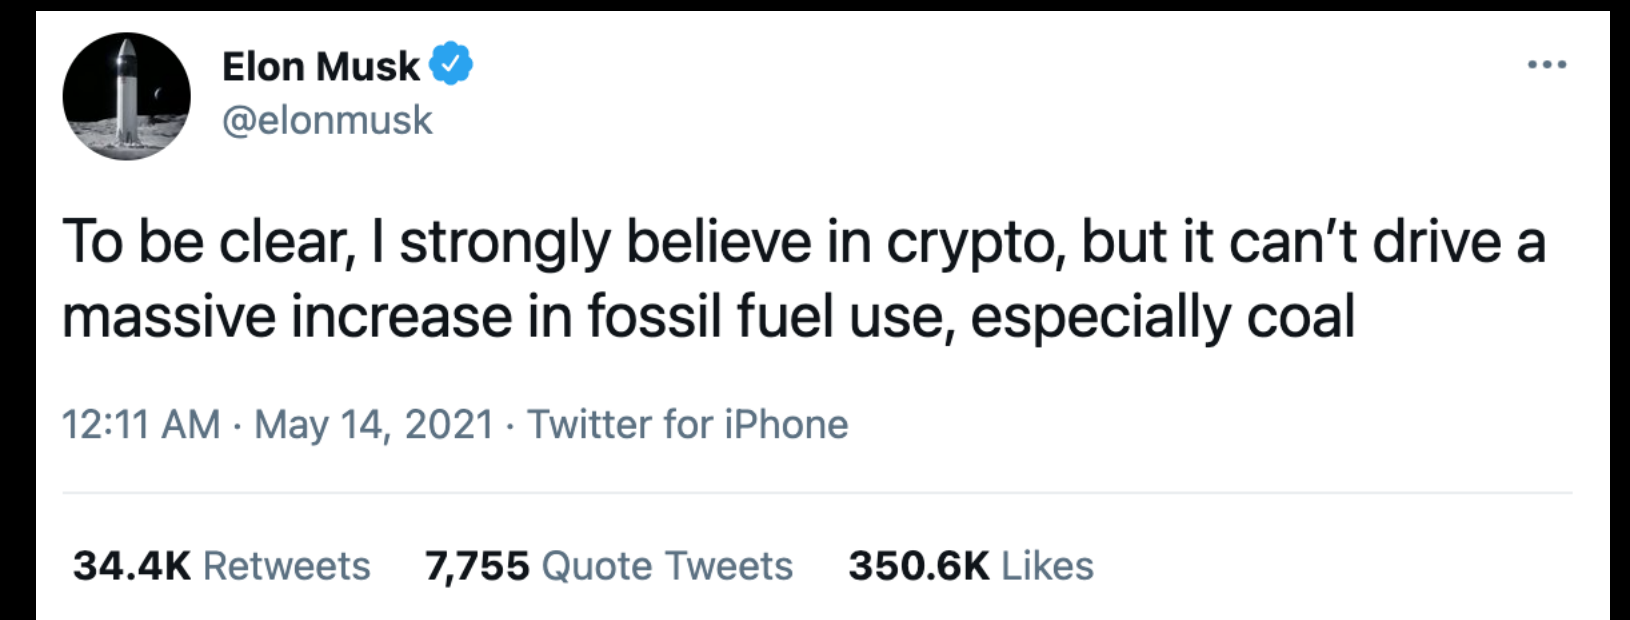 Elon Musk
@elonmusk
To be clear, I strongly believe in crypto, but it can’t drive a
massive increase in fossil fuel use, especially coal
12:11 AM · May 14, 2021 · Twitter for iPhone
34.4K Retweets 7,755 Quote Tweets 350.6K Likes